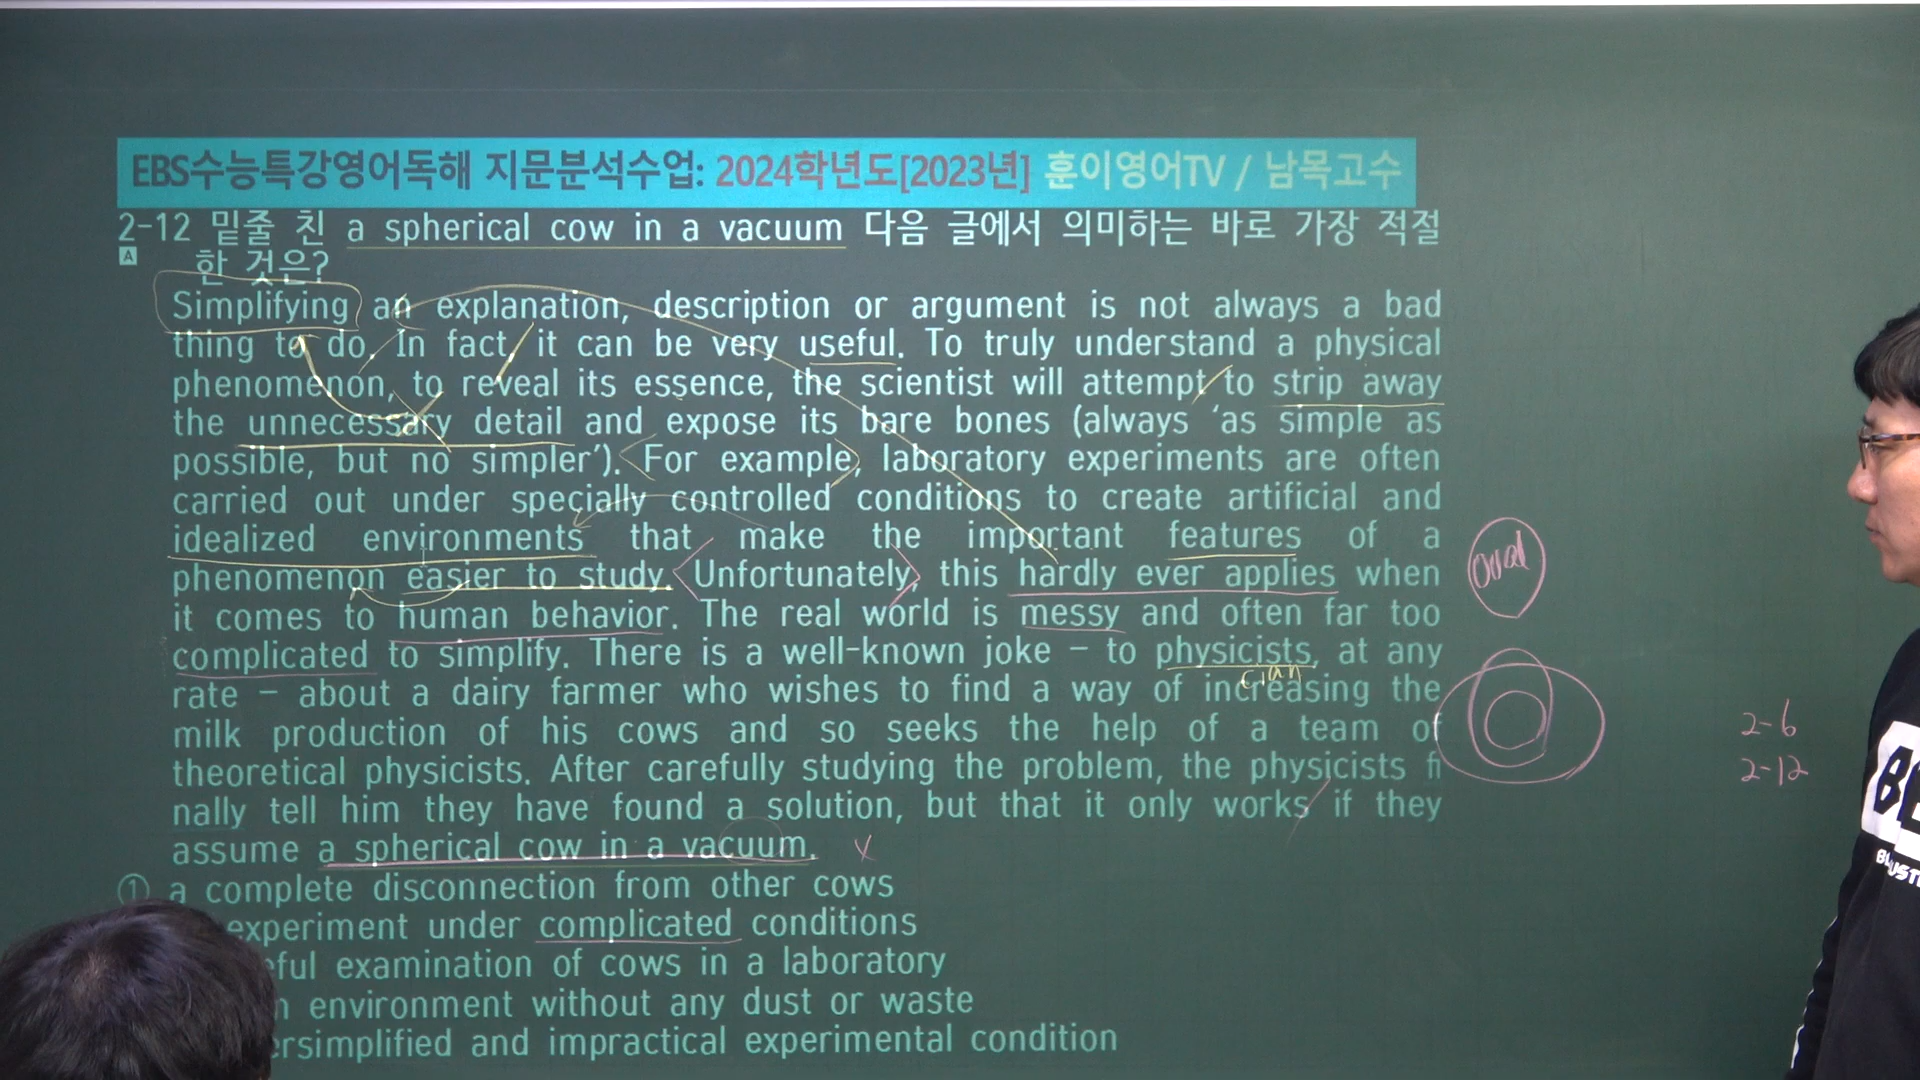 EBS수능특강영어독해 지문분석수업: 2024학년도[2023년] 훈이영어TV / 남목고수
2-12 밑줄 친 a spherical cow in a vacuum 다음 글에서 의미하는 바로 가장 적절
A 한 것은?
Simplifying an explanation, description or argument is not always a bad
thing to do. In fact, it can be very useful. To truly understand a physical
phenomenon, to reveal its essence, the scientist will attempt to strip away
the unnecessary detail and expose its bare bones (always ‘as simple as
possible, but no simpler’). For example, laboratory experiments are often
carried out under specially controlled conditions to create artificial and
idealized environments that make the important features of a
phenomenon easier to study. Unfortunately, this hardly ever applies when
it comes to human behavior. The real world is messy and often far too
complicated to simplify. There is a well-known joke – to physicists, at any
cian
rate – about a dairy farmer who wishes to find a way of increasing the
milk production of his cows and so seeks the help of a team of
theoretical physicists. After carefully studying the problem, the physicists fi
nally tell him they have found a solution, but that it only works if they
assume a spherical cow in a vacuum. x
① a complete disconnection from other cows
experiment under complicated conditions
eful examination of cows in a laboratory
n environment without any dust or waste
ersimplified and impractical experimental condition
oval
2-6
2-12